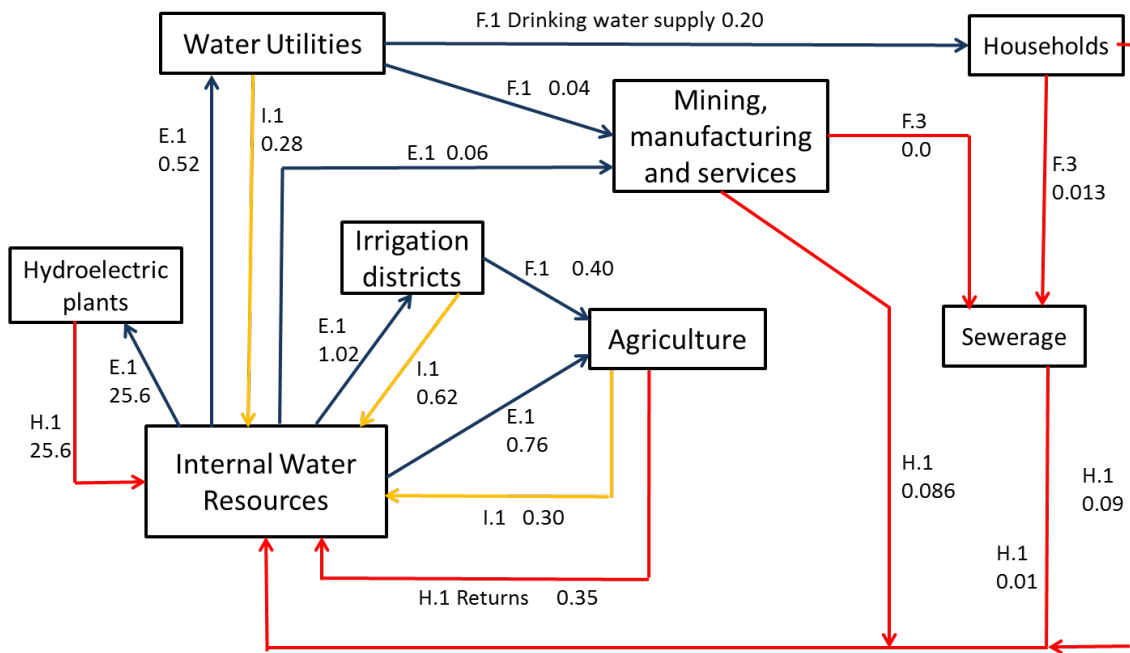 F.1 Drinking water supply 0.20
Water Utilities
Households
F.1 0.04
Mining,
manufacturing
and services
E.1
0.52
I.1
0.28
E.1 0.06
F.3
0.0
F.3
0.013
Irrigation
districts
Hydroelectric
plants
F.1 0.40
E.1
1.02
Agriculture
Sewerage
E.1
25.6
I.1
0.62
E.1
0.76
H.1
25.6
Internal Water
Resources
H.1
0.086
H.1
0.09
I.1 0.30
H.1
0.01
H.1 Returns 0.35